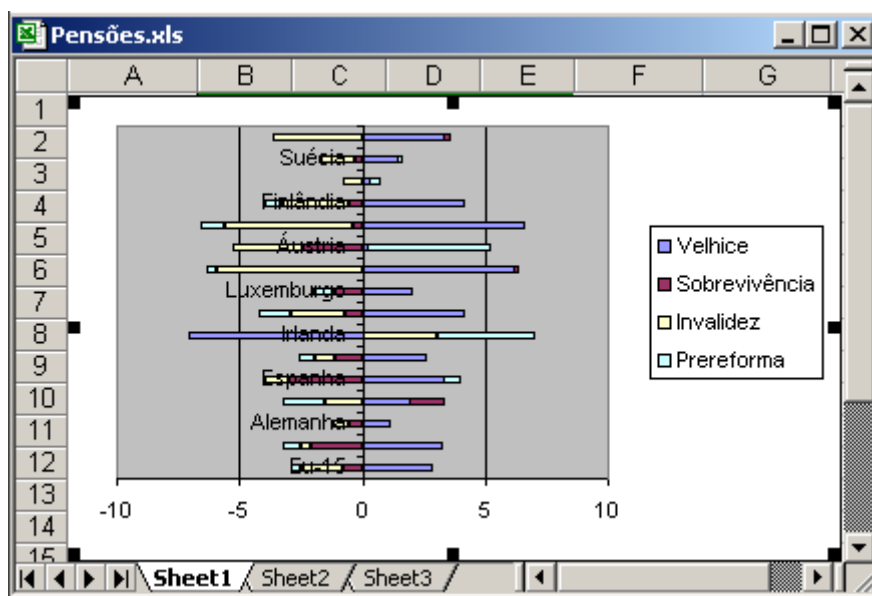 Pensões.xls
A B C D E F G
1
2
Suécia
3
Finlândia
4
5
Áustria
6
Luxemburgo
7
8
Irlanda
9
Espanha
10
Alemanha
11
12
Eu-15
13
-10 -5 0 5 10
14
15
Velhice
Sobrevivência
Invalidez
Prereforma
Sheet1 Sheet2 Sheet3